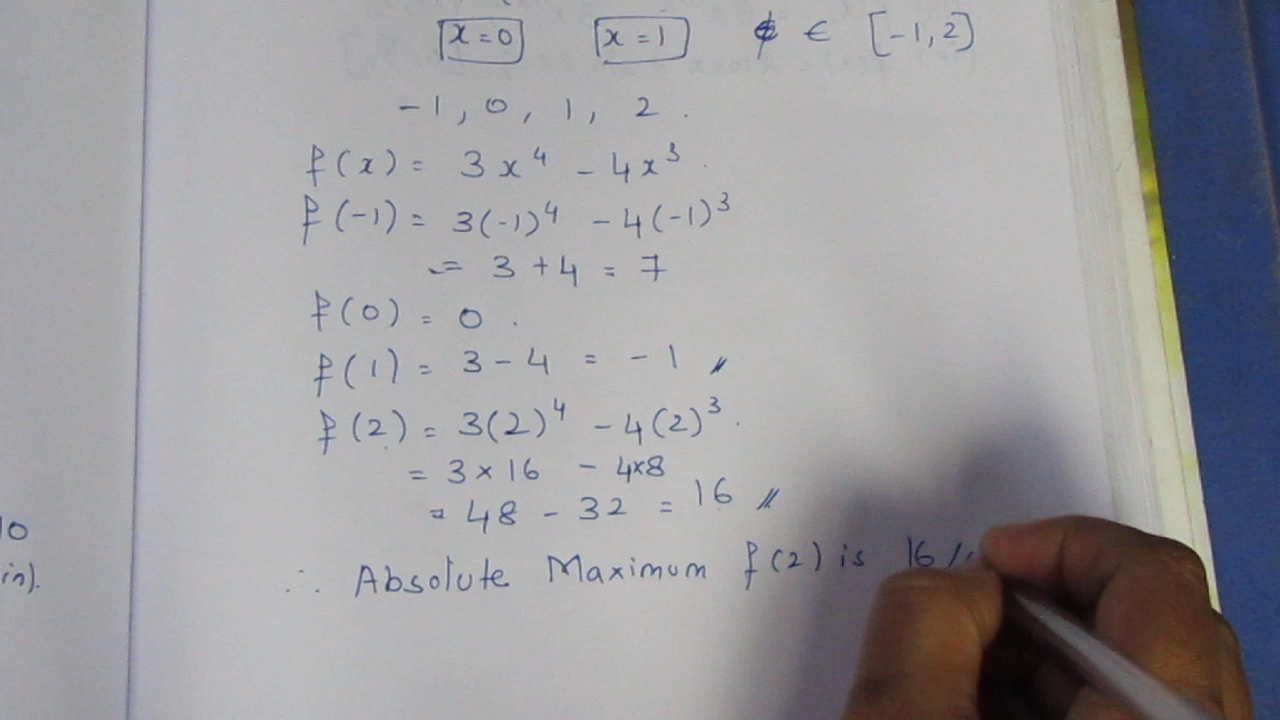 x=0 x=1 ∈ [-1,2]
-1, 0, 1, 2.
f(x) = 3x⁴ - 4x³.
f(-1) = 3(-1)⁴ - 4(-1)³
= 3 + 4 = 7
f(0) = 0.
f(1) = 3 - 4 = -1 //
f(2) = 3(2)⁴ - 4(2)³.
= 3 × 16 - 4×8
= 48 - 32 = 16 //
∴ Absolute Maximum f(2) is 16 //
10
in).